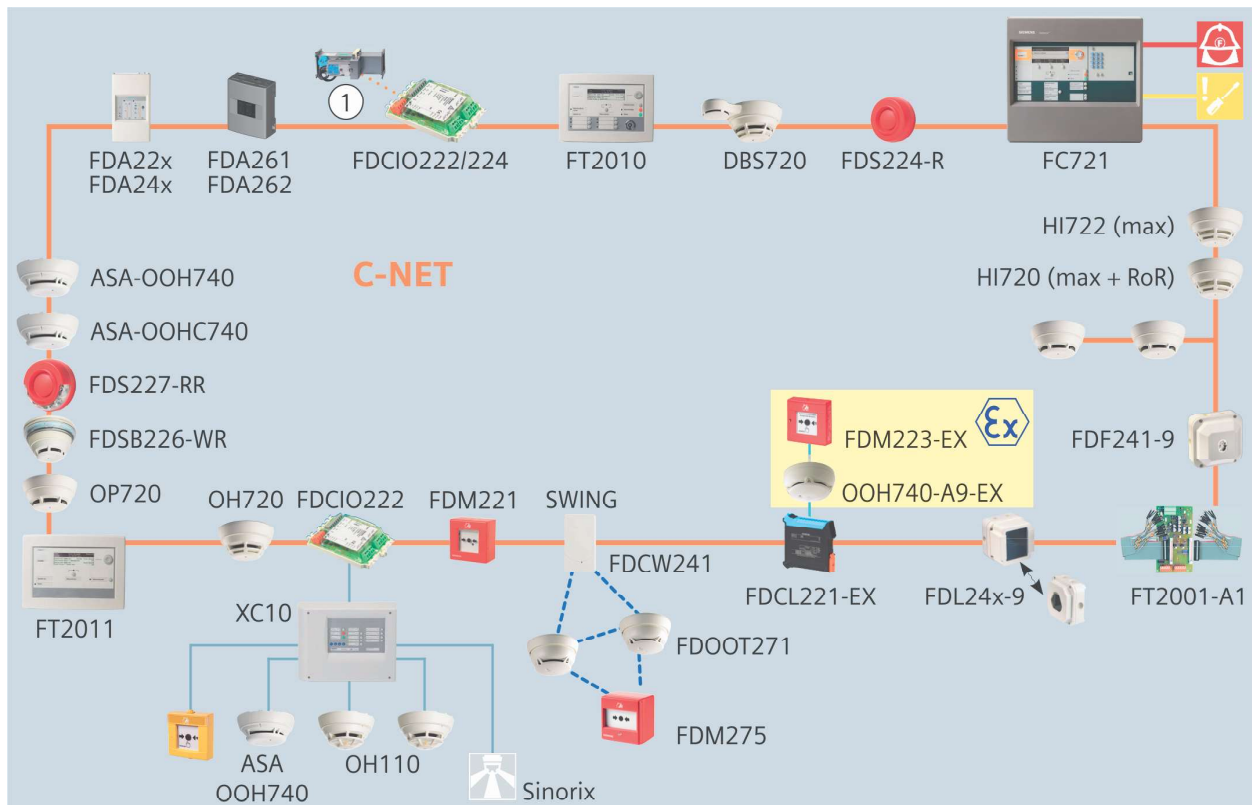 SIEMENS
1
FDA22x
FDA24x
FDA261
FDA262
FDCIO222/224
FT2010
DBS720
FDS224-R
FC721
HI722 (max)
HI720 (max + RoR)
C-NET
ASA-OOH740
ASA-OOHC740
FDS227-RR
FDSB226-WR
OP720
FDM223-EX
Ex
OOH740-A9-EX
FDF241-9
OH720
FDCIO222
FDM221
SWING
FDCW241
FT2011
FDCL221-EX
FDL24x-9
FT2001-A1
XC10
FDOOT271
FDM275
ASA
OOH740
OH110
Sinorix